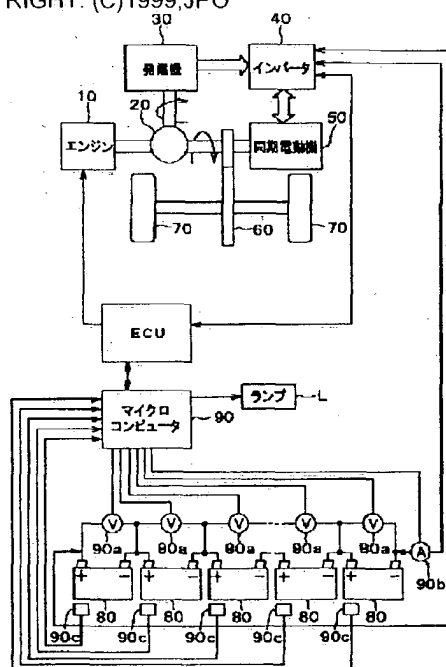 RIGHT: (C)1999,JPO
30
40
発電機
インバータ
10
20
50
エンジン
同期電動機
70
60
70
ECU
マイクロ
コンピュータ
90
ランプ
L
V
V
V
V
V
A
90a
90a
90a
90a
90a
90b
+ -
+ -
+ -
+ -
+ -
80
80
80
80
80
90c
90c
90c
90c
90c